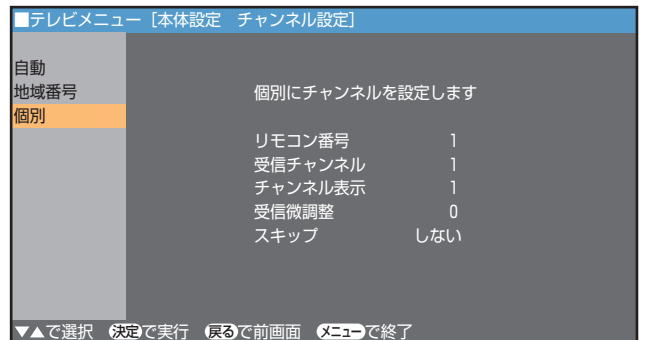 ■テレビメニュー［本体設定　チャンネル設定］
自動
地域番号
個別
個別にチャンネルを設定します
リモコン番号　1
受信チャンネル　1
チャンネル表示　1
受信微調整　0
スキップ　しない
▼▲で選択　決定で実行　戻るで前画面　メニューで終了